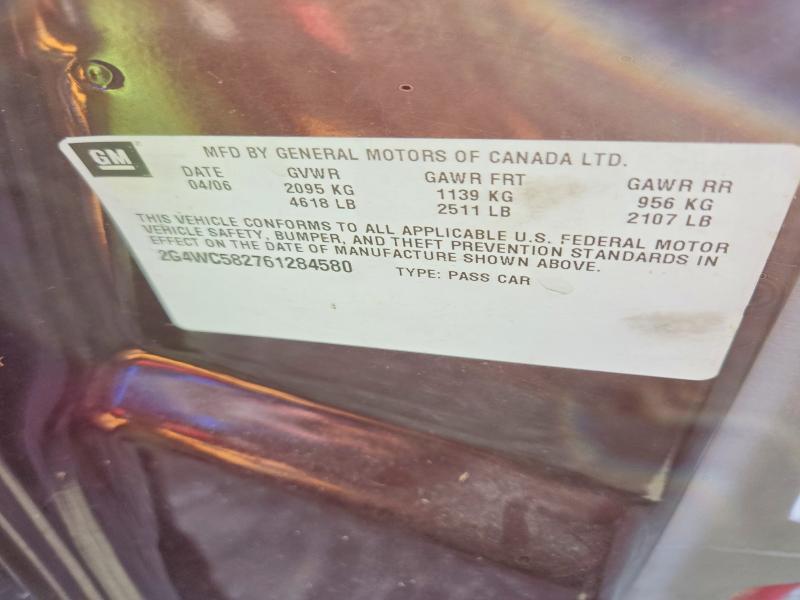 GM
MFD BY GENERAL MOTORS OF CANADA LTD.
DATE GVWR GAWR FRT GAWR RR
04/06 2095 KG 1139 KG 956 KG
4618 LB 2511 LB 2107 LB
THIS VEHICLE CONFORMS TO ALL APPLICABLE U.S. FEDERAL MOTOR
VEHICLE SAFETY, BUMPER, AND THEFT PREVENTION STANDARDS IN
EFFECT ON THE DATE OF MANUFACTURE SHOWN ABOVE.
2G4WC582761284580 TYPE: PASS CAR